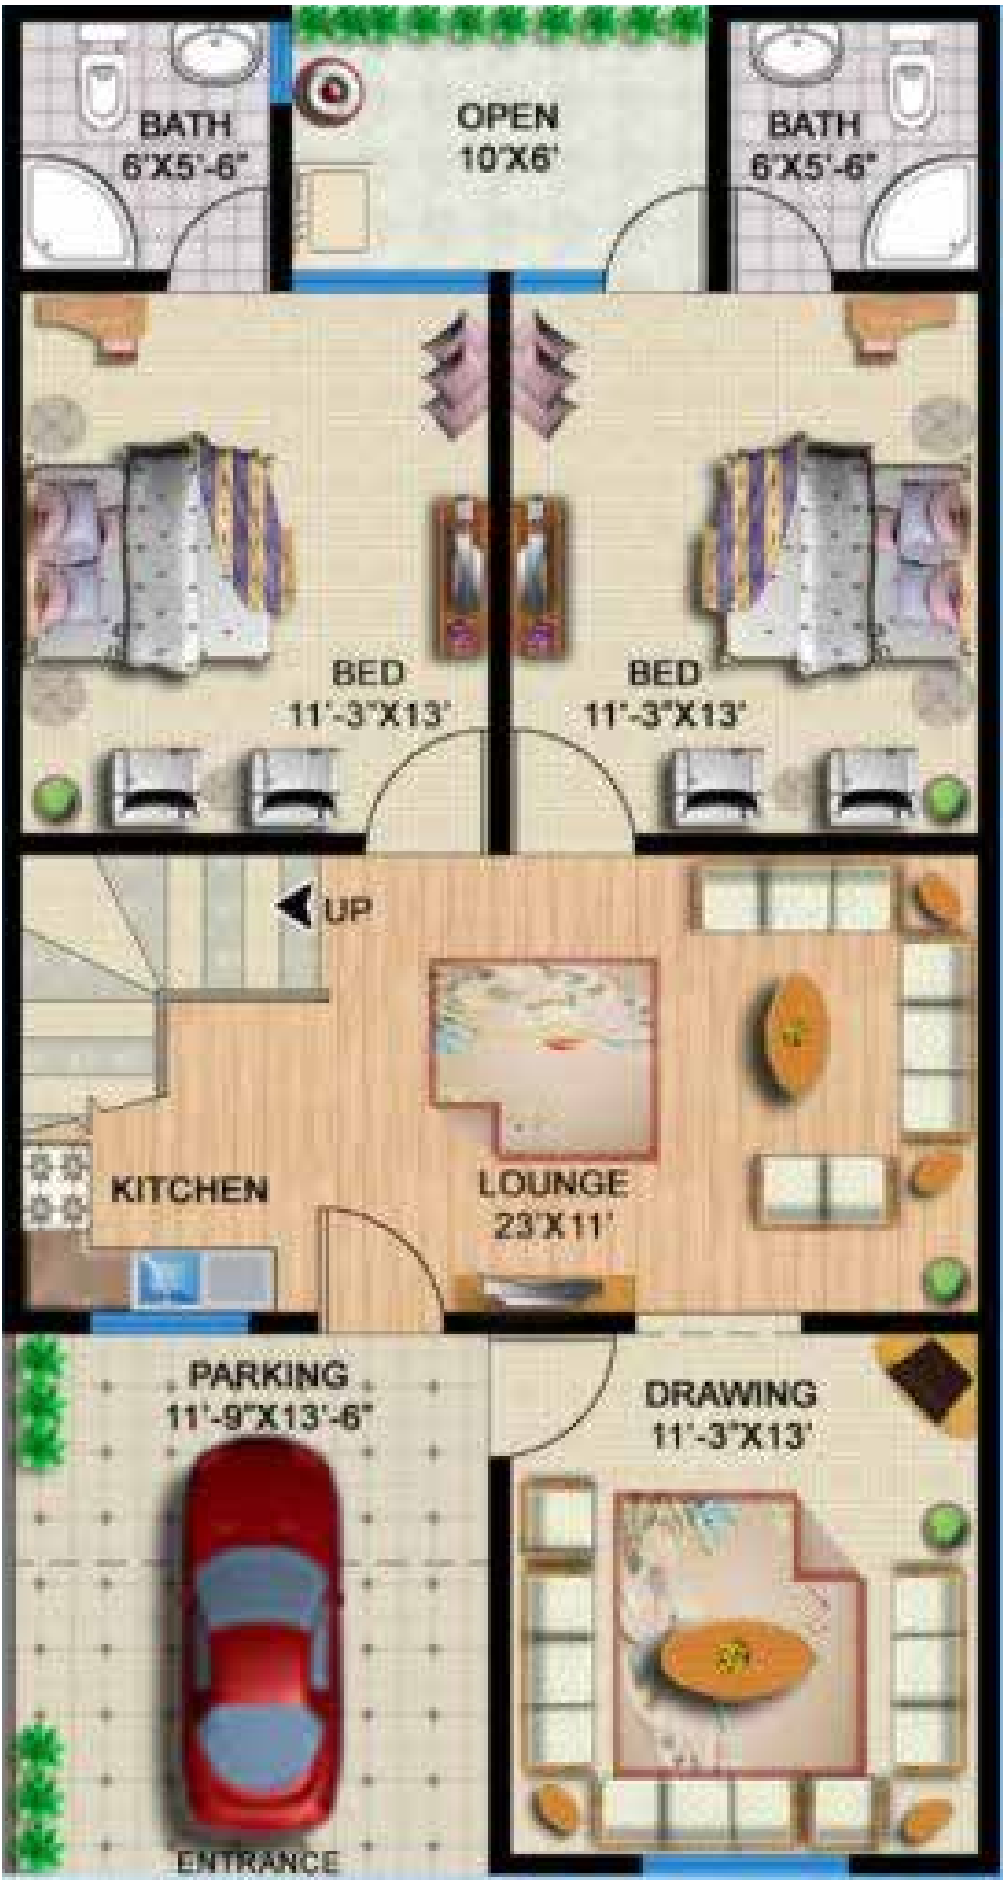 BATH
6'X5'-6"
OPEN
10'X6'
BATH
6'X5'-6"
BED
11'-3"X13'
BED
11'-3"X13'
UP
KITCHEN
LOUNGE
23'X11'
PARKING
11'-9"X13'-6"
DRAWING
11'-3"X13'
ENTRANCE